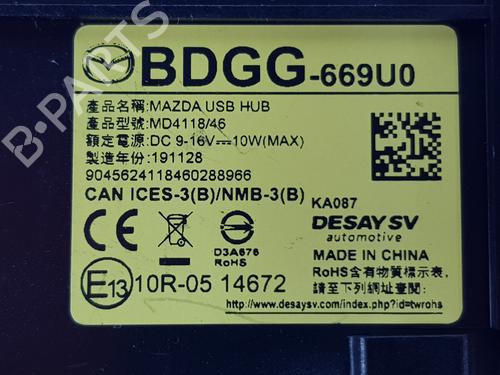 BDGG-669U0
產品名稱:MAZDA USB HUB
產品型號:MD4118/46
額定電源:DC 9-16V⎓10W(MAX)
製造年份:191128
9045624118460288966
CAN ICES-3(B)/NMB-3(B)
KA087
DESAY SV
automotive
CE
D3A676
RoHS
MADE IN CHINA
RoHS含有物質標示表,
請至下列網址查閱:
E13 10R-05 14672
http://www.desaysv.com/index.php?id=twrohs
B-PARTS